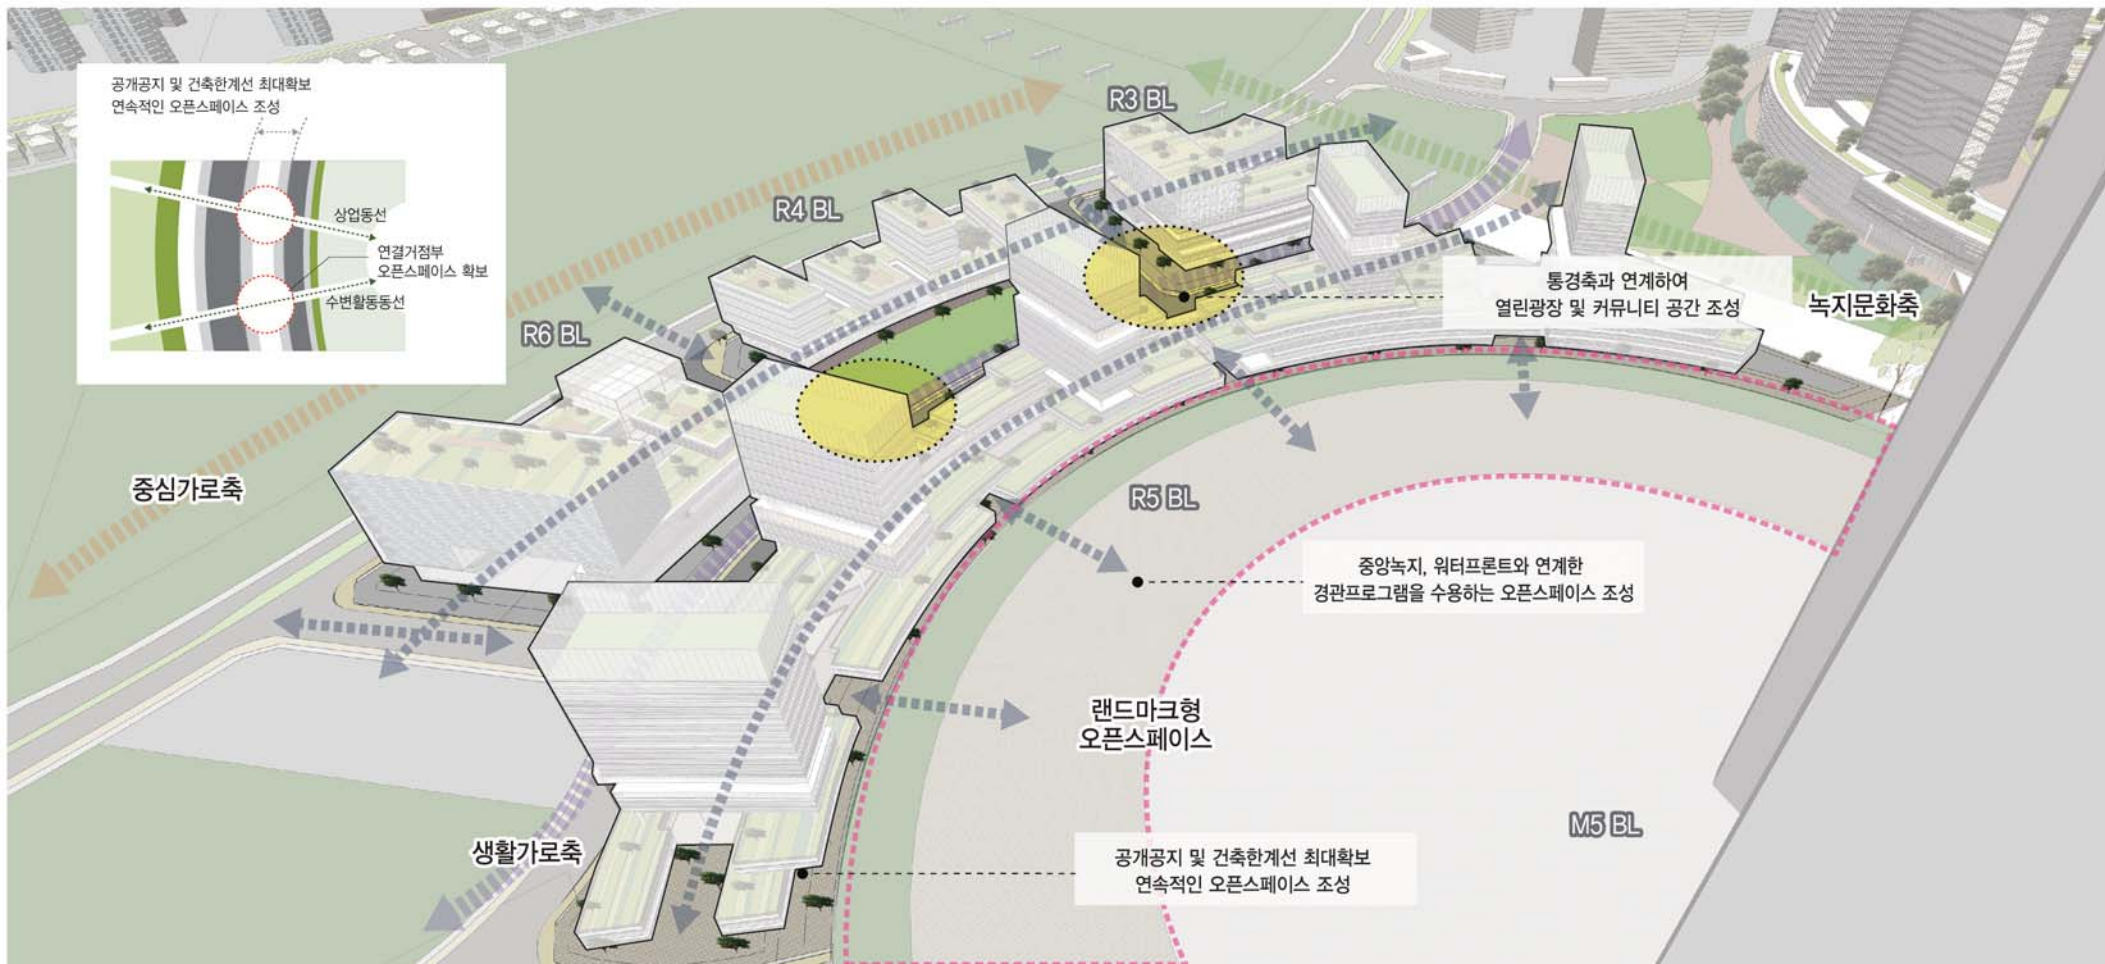 공개공지 및 건축한계선 최대확보
연속적인 오픈스페이스 조성
상업동선
연결거점부
오픈스페이스 확보
수변활동동선
R3 BL
R4 BL
R6 BL
통경축과 연계하여
열린광장 및 커뮤니티 공간 조성
녹지문화축
중심가로축
R5 BL
중앙녹지, 워터프론트와 연계한
경관프로그램을 수용하는 오픈스페이스 조성
랜드마크형
오픈스페이스
M5 BL
생활가로축
공개공지 및 건축한계선 최대확보
연속적인 오픈스페이스 조성